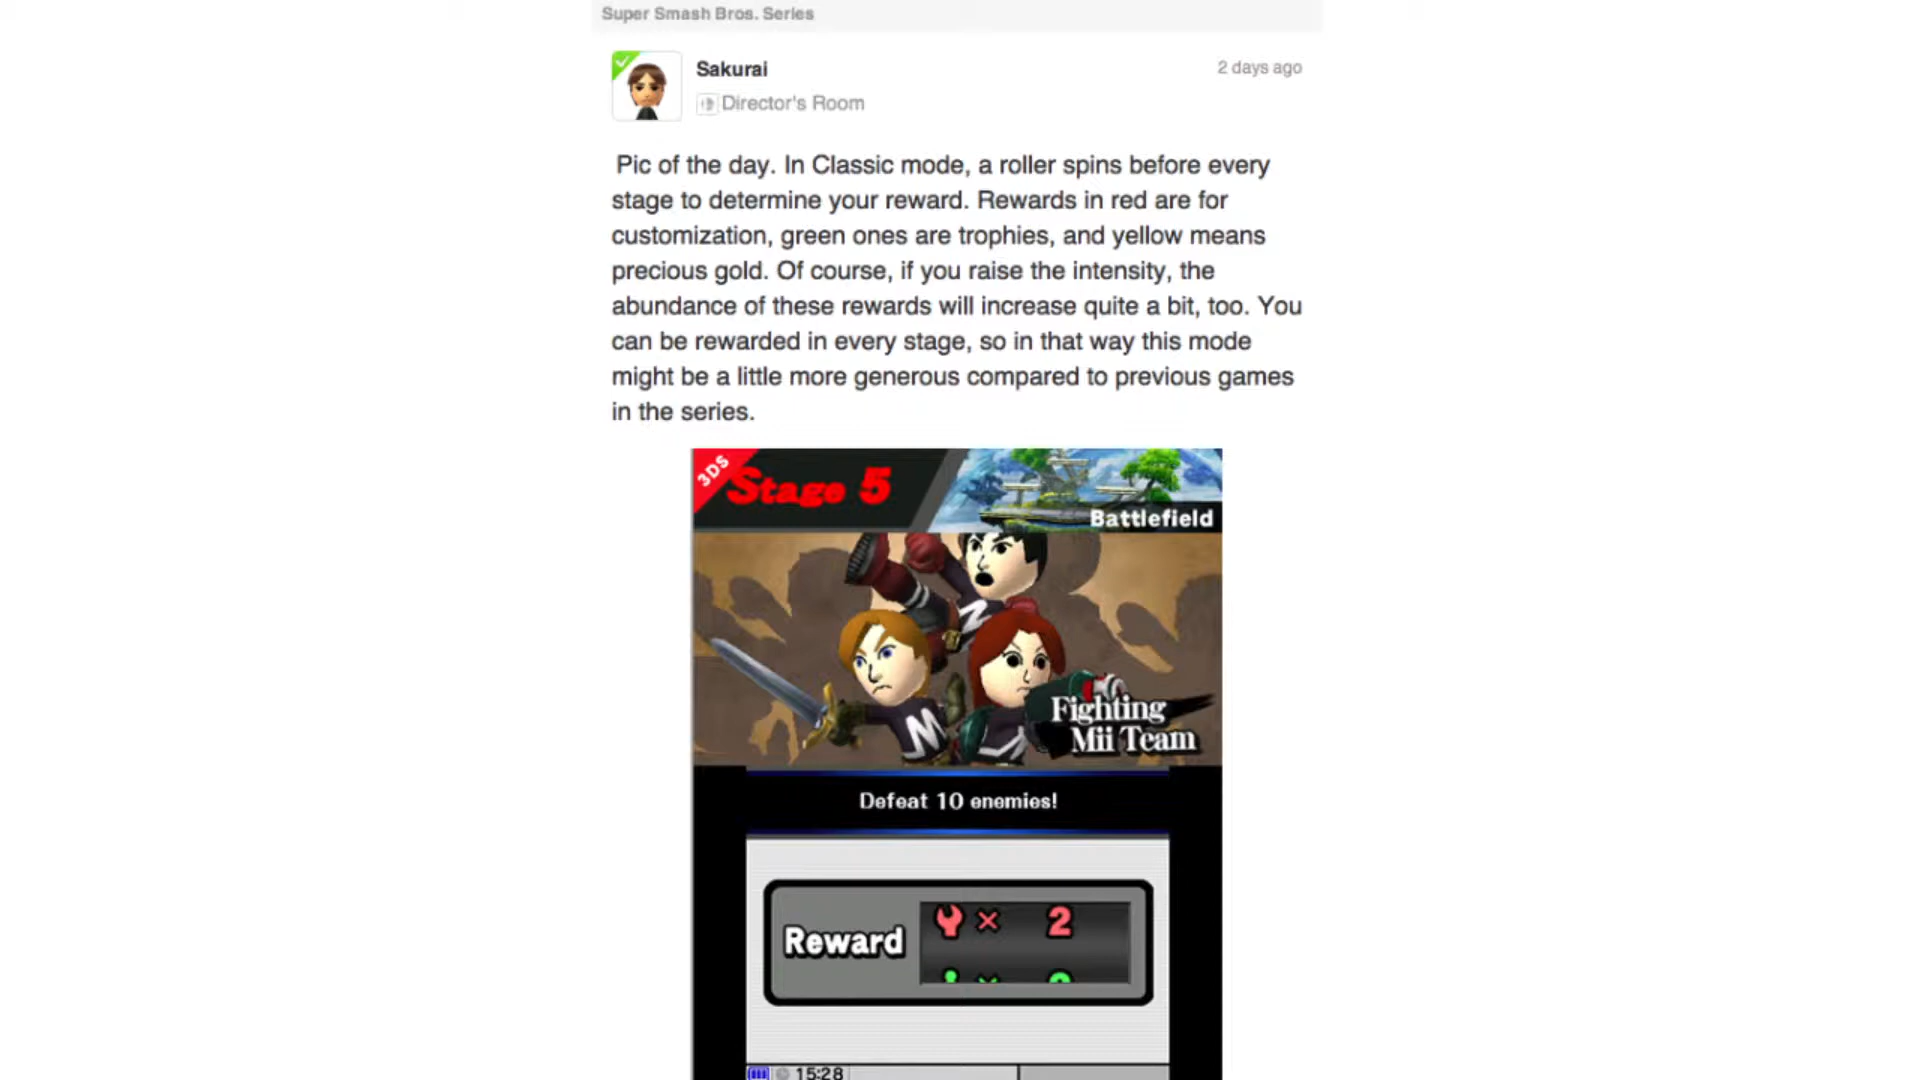 Super Smash Bros. Series
Sakurai
2 days ago
Director's Room
Pic of the day. In Classic mode, a roller spins before every
stage to determine your reward. Rewards in red are for
customization, green ones are trophies, and yellow means
precious gold. Of course, if you raise the intensity, the
abundance of these rewards will increase quite a bit, too. You
can be rewarded in every stage, so in that way this mode
might be a little more generous compared to previous games
in the series.
3DS
Stage 5
Battlefield
Fighting
Mii Team
Defeat 10 enemies!
Reward
× 2
15:28